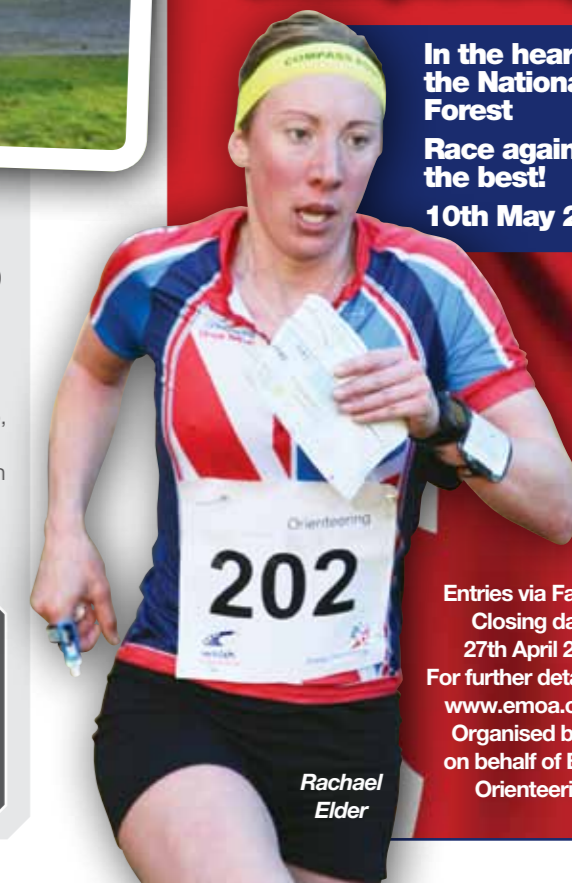 COMPASS
In the hear
the Nationa
Forest
Race again
the best!
10th May 2
,
n
Orienteering
202
Entries via Fa
Closing da
27th April 2
For further deta
www.emoa.o
Organised b
on behalf of B
Orienteeri
Rachael
Elder